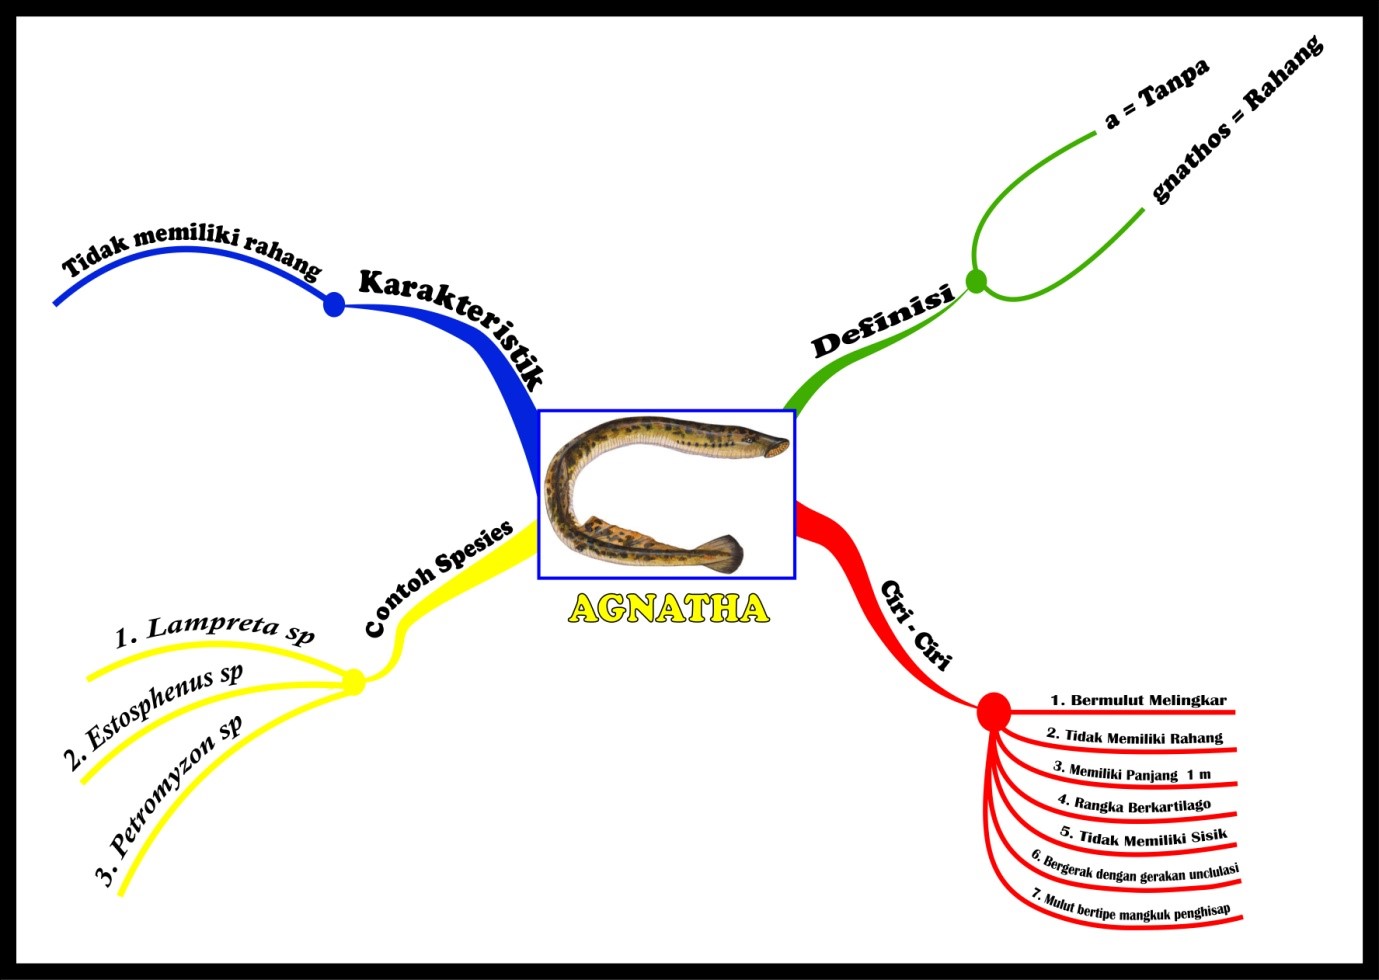 AGNATHA
Definisi
a = Tanpa
gnathos = Rahang
Ciri - Ciri
1. Bermulut Melingkar
2. Tidak Memiliki Rahang
3. Memiliki Panjang 1 m
4. Rangka Berkartilago
5. Tidak Memiliki Sisik
6. Bergerak dengan gerakan unclulasi
7. Mulut bertipe mangkuk penghisap
Contoh Spesies
1. Lampreta sp
2. Estosphenus sp
3. Petromyzon sp
Karakteristik
Tidak memiliki rahang